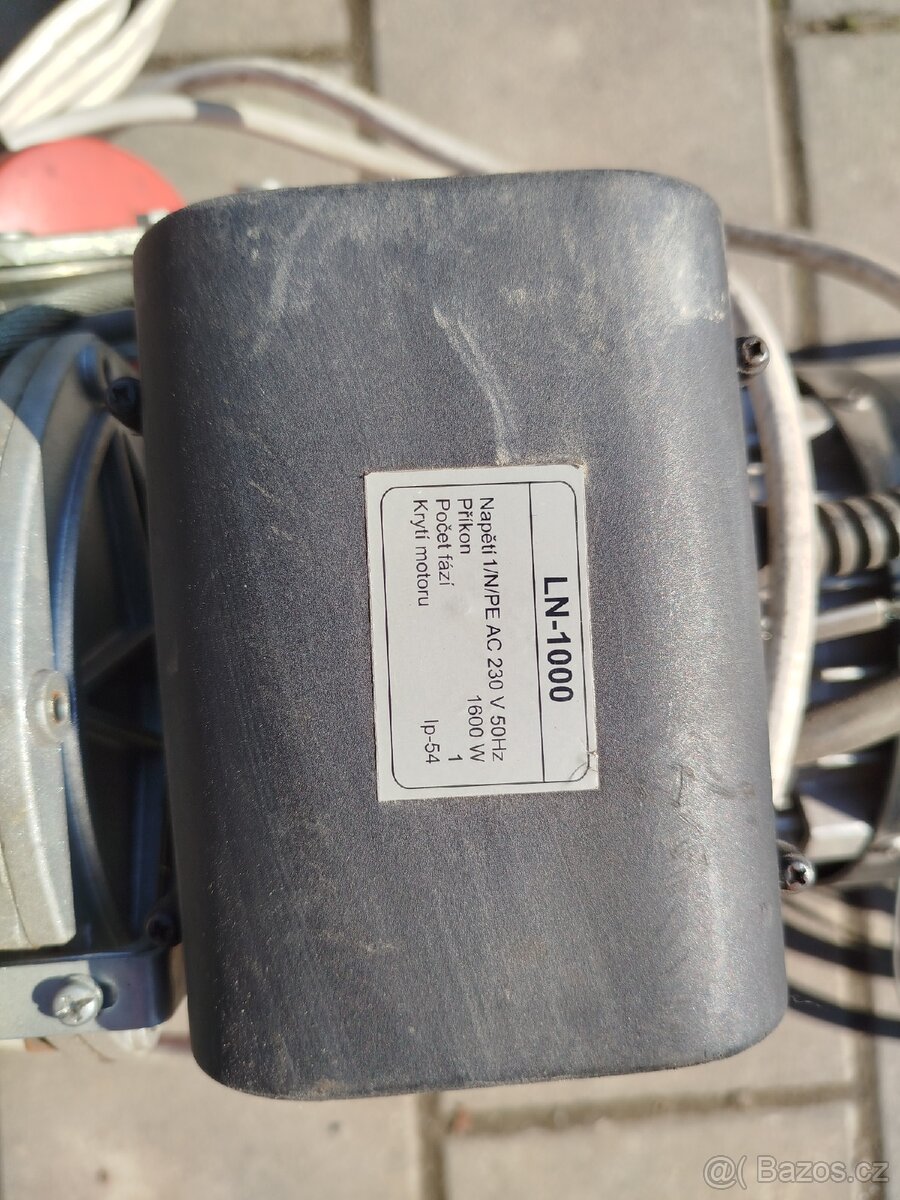 LN-1000
Napětí 1/N/PE AC 230 V 50Hz
Příkon 1600 W
Počet fází 1
Krytí motoru Ip-54
@( Bazos.cz